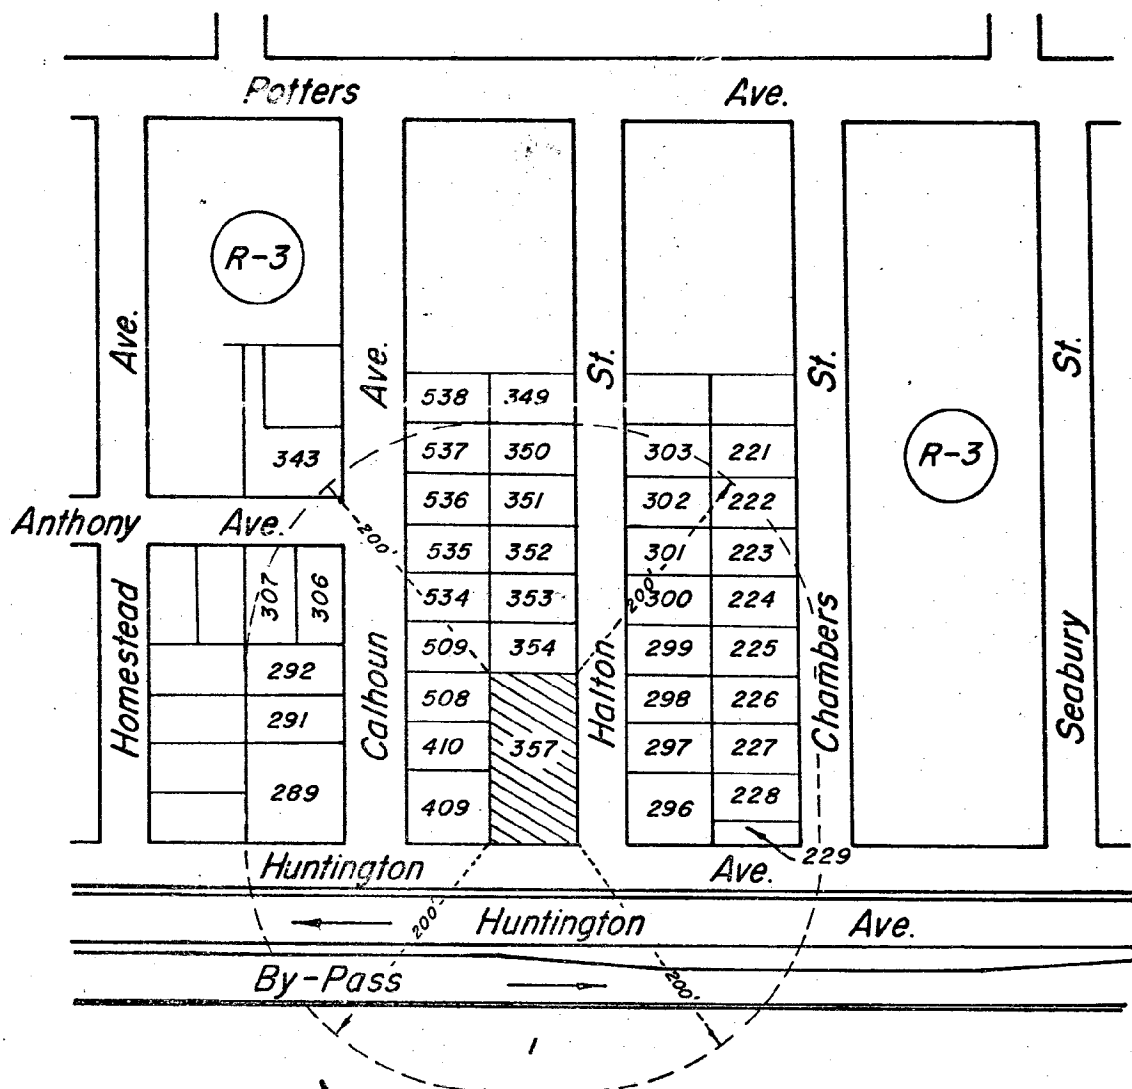 Potters Ave.
R-3
Ave. Ave. St. St. St.
538 349
537 350 303 221
343
R-3
536 351 302 222
Anthony Ave.
200'
535 352 301 223
307 306
534 353 200' 300 224
509 354 299 225
292
Homestead Calhoun Halton Chambers Seabury
508 298 226
291
410 357 297 227
289
409 296 228
229
Huntington Ave.
200'
Huntington Ave.
By-Pass
200'
1